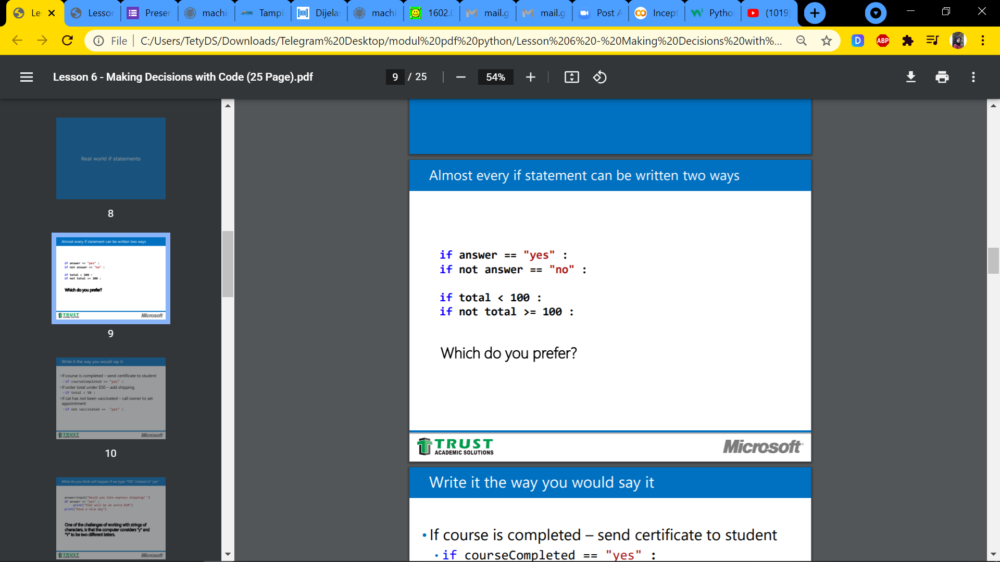 Le
Lesson
Preser
machi
Tampi
Dijela
machi
1602.
mail.g
mail.g
Post A
Incept
Pytho
(1019
File
C:/Users/TetyDS/Downloads/Telegram%20Desktop/modul%20pdf%20python/Lesson%206%20-%20Making%20Decisions%20with%...
D
ABP
Lesson 6 - Making Decisions with Code (25 Page).pdf
9 / 25
54%
Real world if statements
8
Almost every if statement can be written two ways
if answer == "yes" :
if not answer == "no" :
if total < 100 :
if not total >= 100 :
Which do you prefer?
TRUST
ACADEMIC SOLUTIONS
Microsoft
9
Write it the way you would say it
•If course is completed – send certificate to student
•if courseCompleted == "yes" :
•If order total under $50 – add shipping
•if total < 50 :
•If cat has not been vaccinated – call owner to set
appointment
•if not vaccinated == "yes" :
TRUST
ACADEMIC SOLUTIONS
Microsoft
10
What do you think will happen if we type "YES" instead of "yes"
answer=input("Would you like express shipping? ")
if answer == "yes" :
print("That will be an extra $10")
print("Have a nice day")
One of the challenges of working with strings of
characters, is that the computer considers "y" and
"Y" to be two different letters.
TRUST
Microsoft
Almost every if statement can be written two ways
if answer == "yes" :
if not answer == "no" :
if total < 100 :
if not total >= 100 :
Which do you prefer?
TRUST
ACADEMIC SOLUTIONS
Microsoft
Write it the way you would say it
• If course is completed – send certificate to student
• if courseCompleted == "yes" :